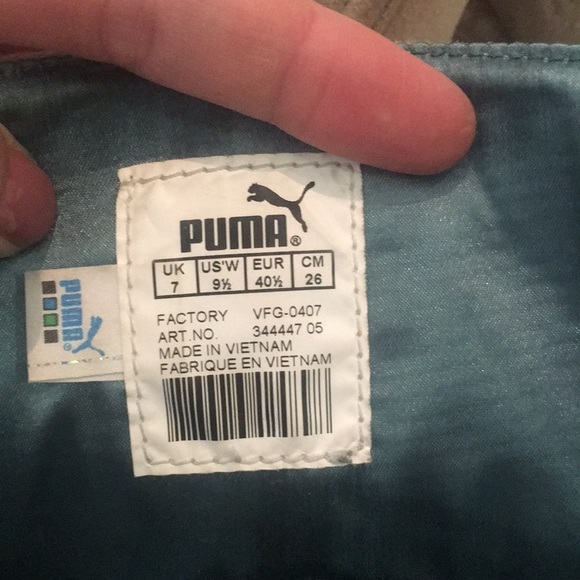 PUMA®
UK US'W EUR CM
7 9½ 40½ 26
FACTORY VFG-0407
ART.NO. 344447 05
MADE IN VIETNAM
FABRIQUE EN VIETNAM
PUMA